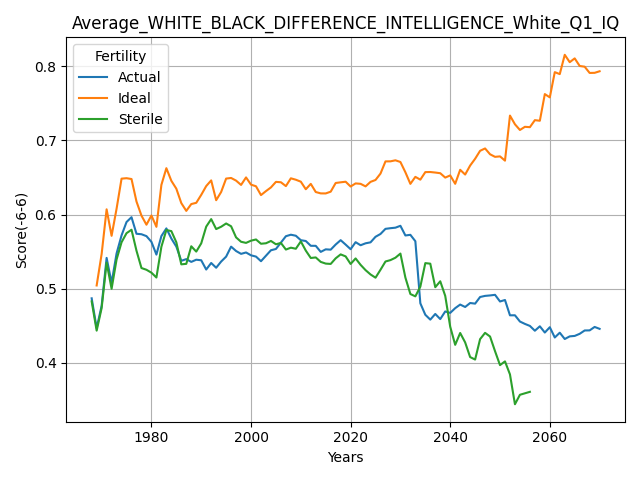 Average_WHITE_BLACK_DIFFERENCE_INTELLIGENCE_White_Q1_IQ
Fertility
Actual
Ideal
Sterile
Score(-6-6)
0.8
0.7
0.6
0.5
0.4
1980
2000
2020
2040
2060
Years